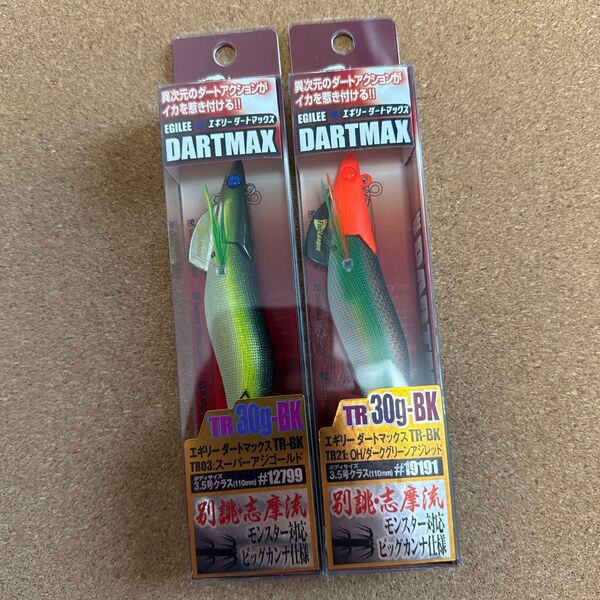 異次元のダートアクションが
イカを惹き付ける!!
EGILEE エギリー ダートマックス
DARTMAX
TR 30g-BK
エギリー ダートマックス TR-BK
TR03:スーパーアジゴールド
ボディサイズ
3.5号クラス(110mm) #12799
別誂・志摩流
モンスター対応
ビッグカンナ仕様
異次元のダートアクションが
イカを惹き付ける!!
EGILEE エギリー ダートマックス
DARTMAX
TR 30g-BK
エギリー ダートマックス TR-BK
TR21: OH/ダークグリーンアジレッド
ボディサイズ
3.5号クラス(110mm) #19191
別誂・志摩流
モンスター対応
ビッグカンナ仕様